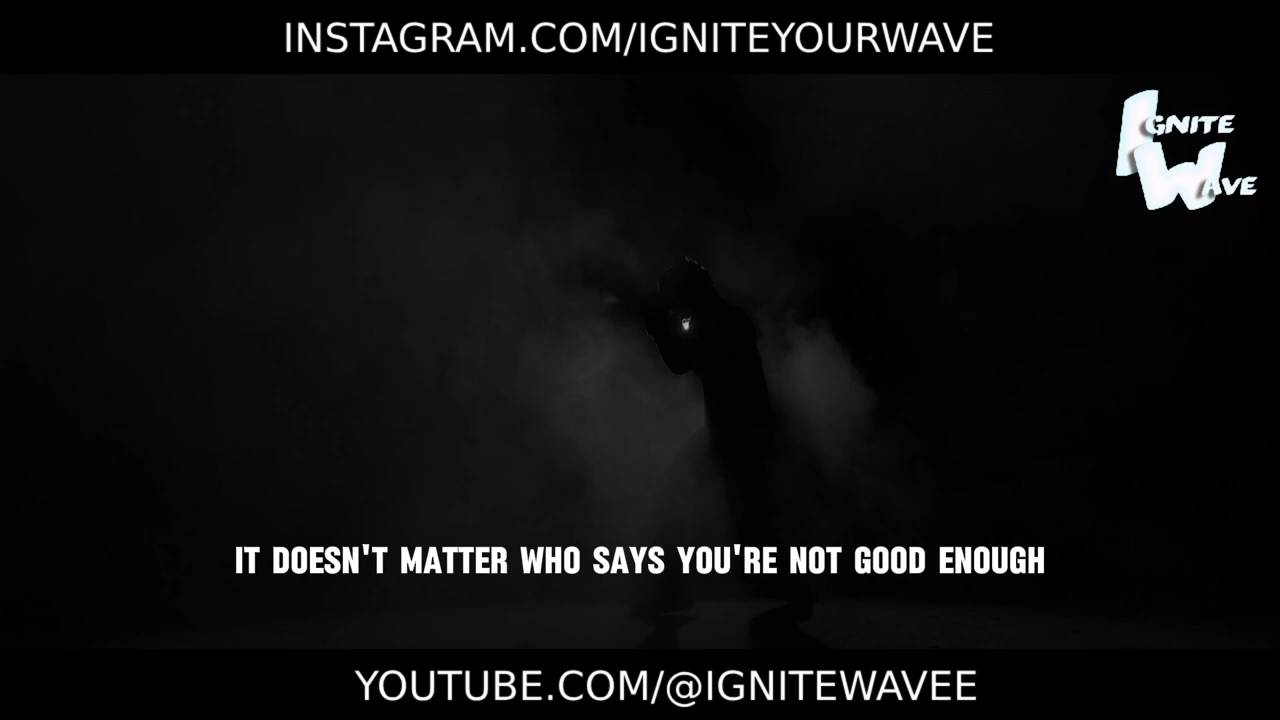 INSTAGRAM.COM/IGNITEYOURWAVE
IGNITE
WAVE
IT DOESN'T MATTER WHO SAYS YOU'RE NOT GOOD ENOUGH
YOUTUBE.COM/@IGNITEWAVEE